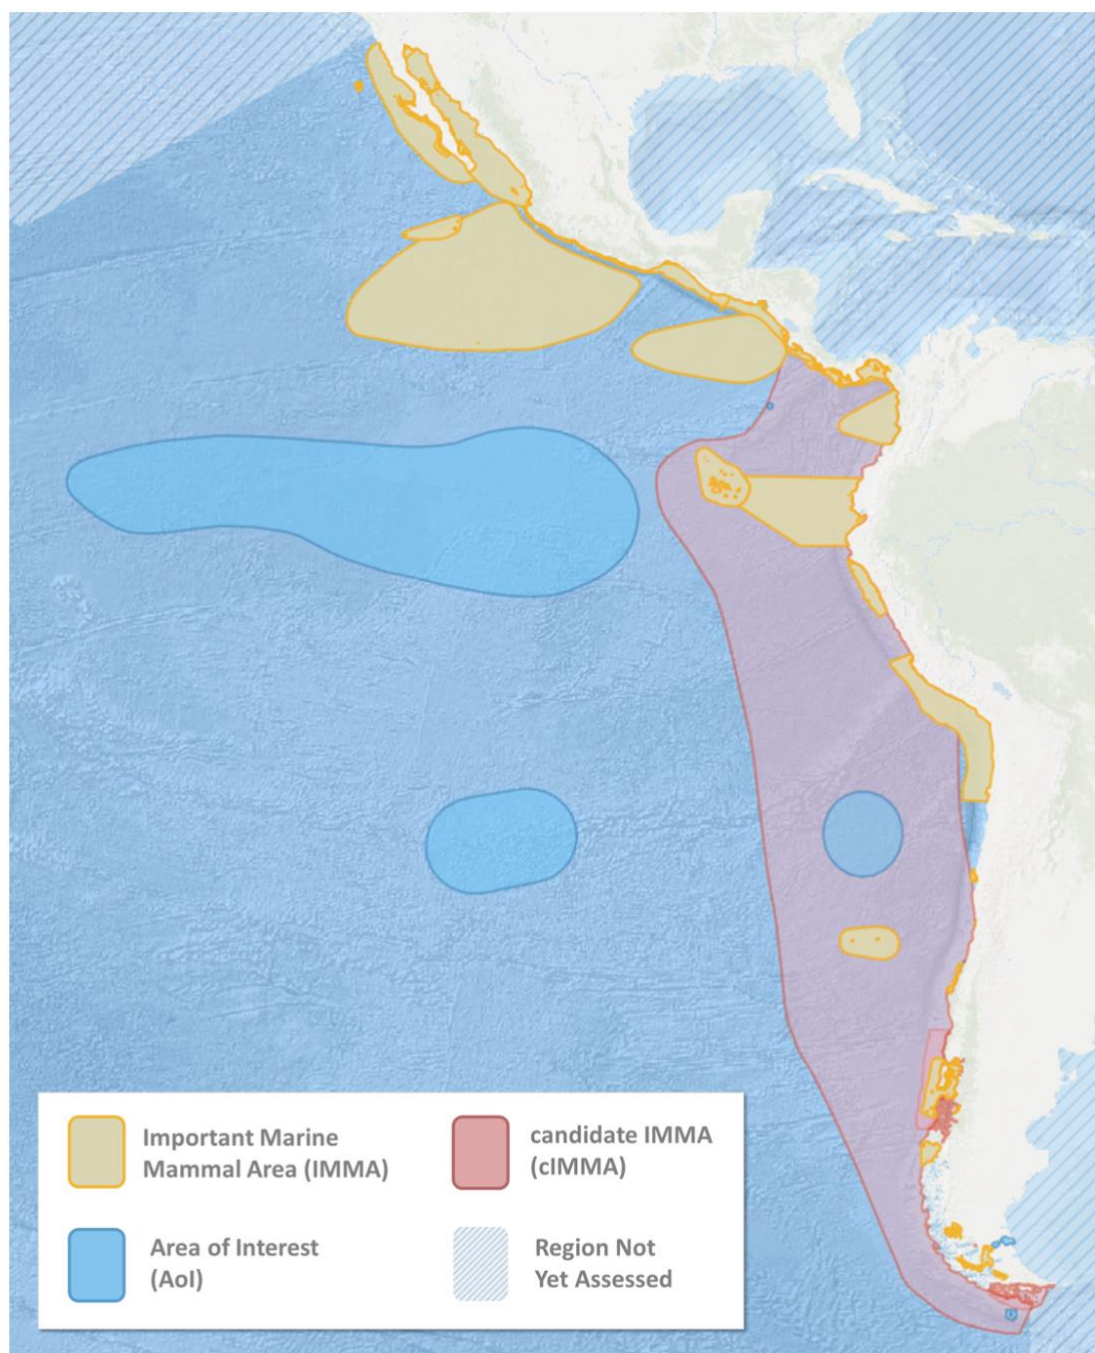 Important Marine
Mammal Area (IMMA)
candidate IMMA
(cIMMA)
Area of Interest
(AoI)
Region Not
Yet Assessed